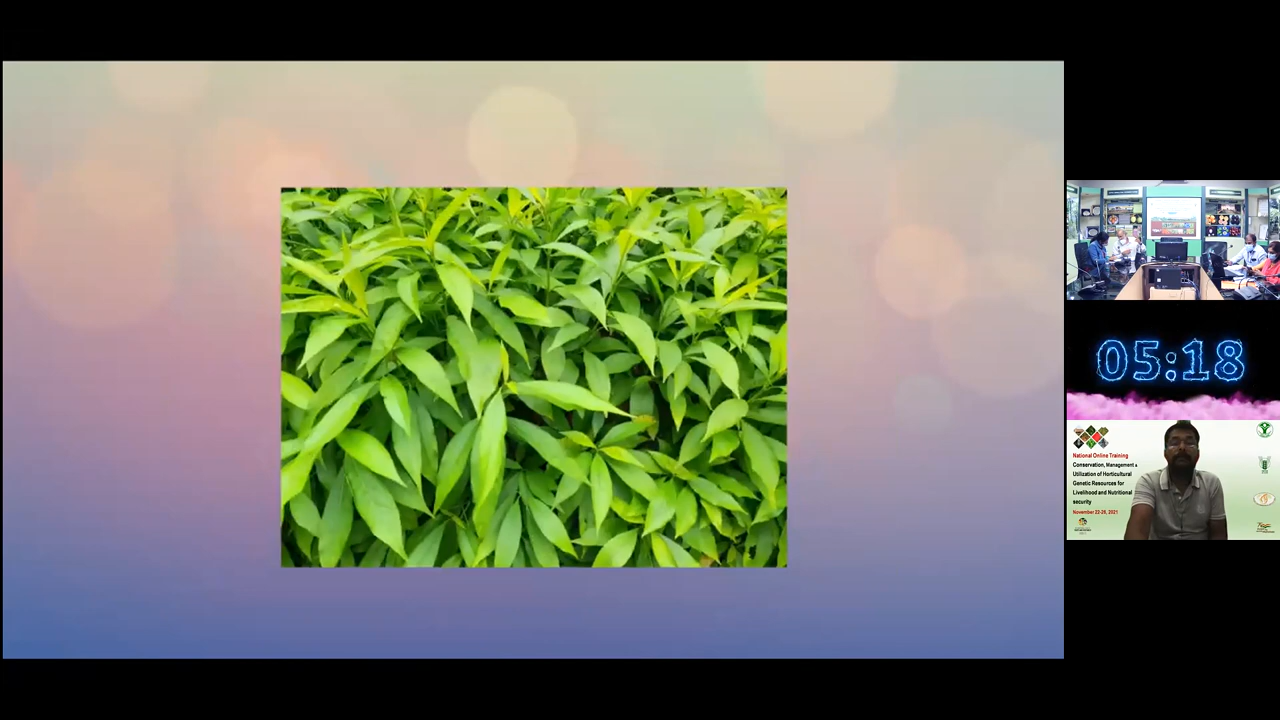 05:18
National Online Training
Conservation, Management &
Utilization of Horticultural
Genetic Resources for
Livelihood and Nutritional
security
November 22-26, 2021